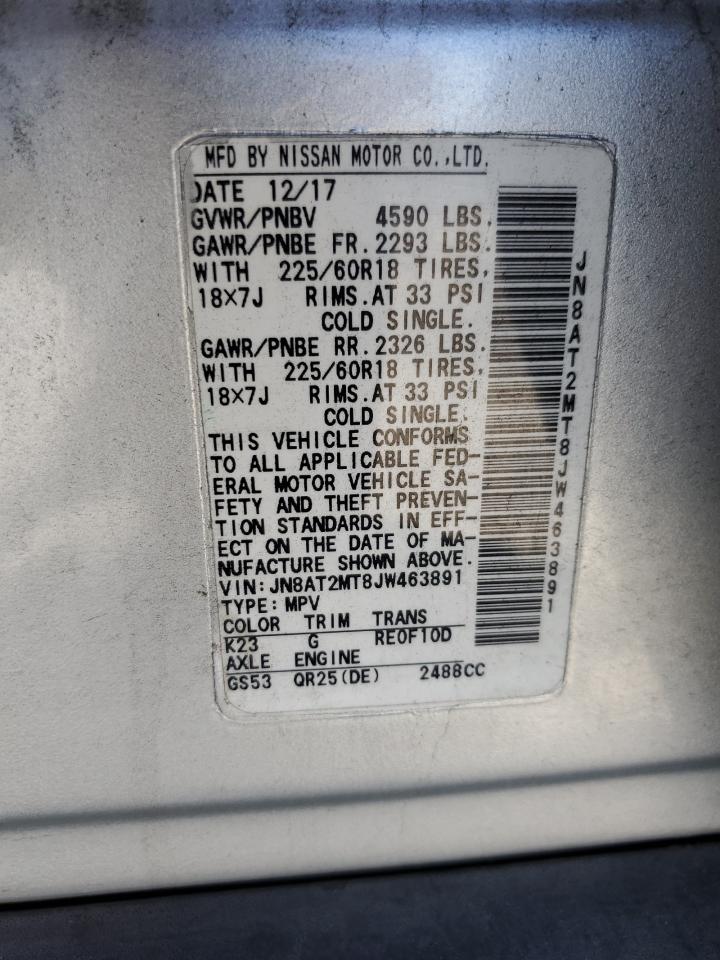 MFD BY NISSAN MOTOR CO.,LTD.
DATE 12/17
GVWR/PNBV 4590 LBS.
GAWR/PNBE FR.2293 LBS.
WITH 225/60R18 TIRES,
18×7J RIMS.AT 33 PSI
COLD SINGLE.
GAWR/PNBE RR.2326 LBS.
WITH 225/60R18 TIRES,
18×7J RIMS.AT 33 PSI
COLD SINGLE.
THIS VEHICLE CONFORMS
TO ALL APPLICABLE FED-
ERAL MOTOR VEHICLE SA-
FETY AND THEFT PREVEN-
TION STANDARDS IN EFF-
ECT ON THE DATE OF MA-
NUFACTURE SHOWN ABOVE.
VIN:JN8AT2MT8JW463891
TYPE:MPV
COLOR TRIM TRANS
K23 G RE0F10D
AXLE ENGINE
GS53 QR25(DE) 2488CC
JN8AT2MT8JW463891